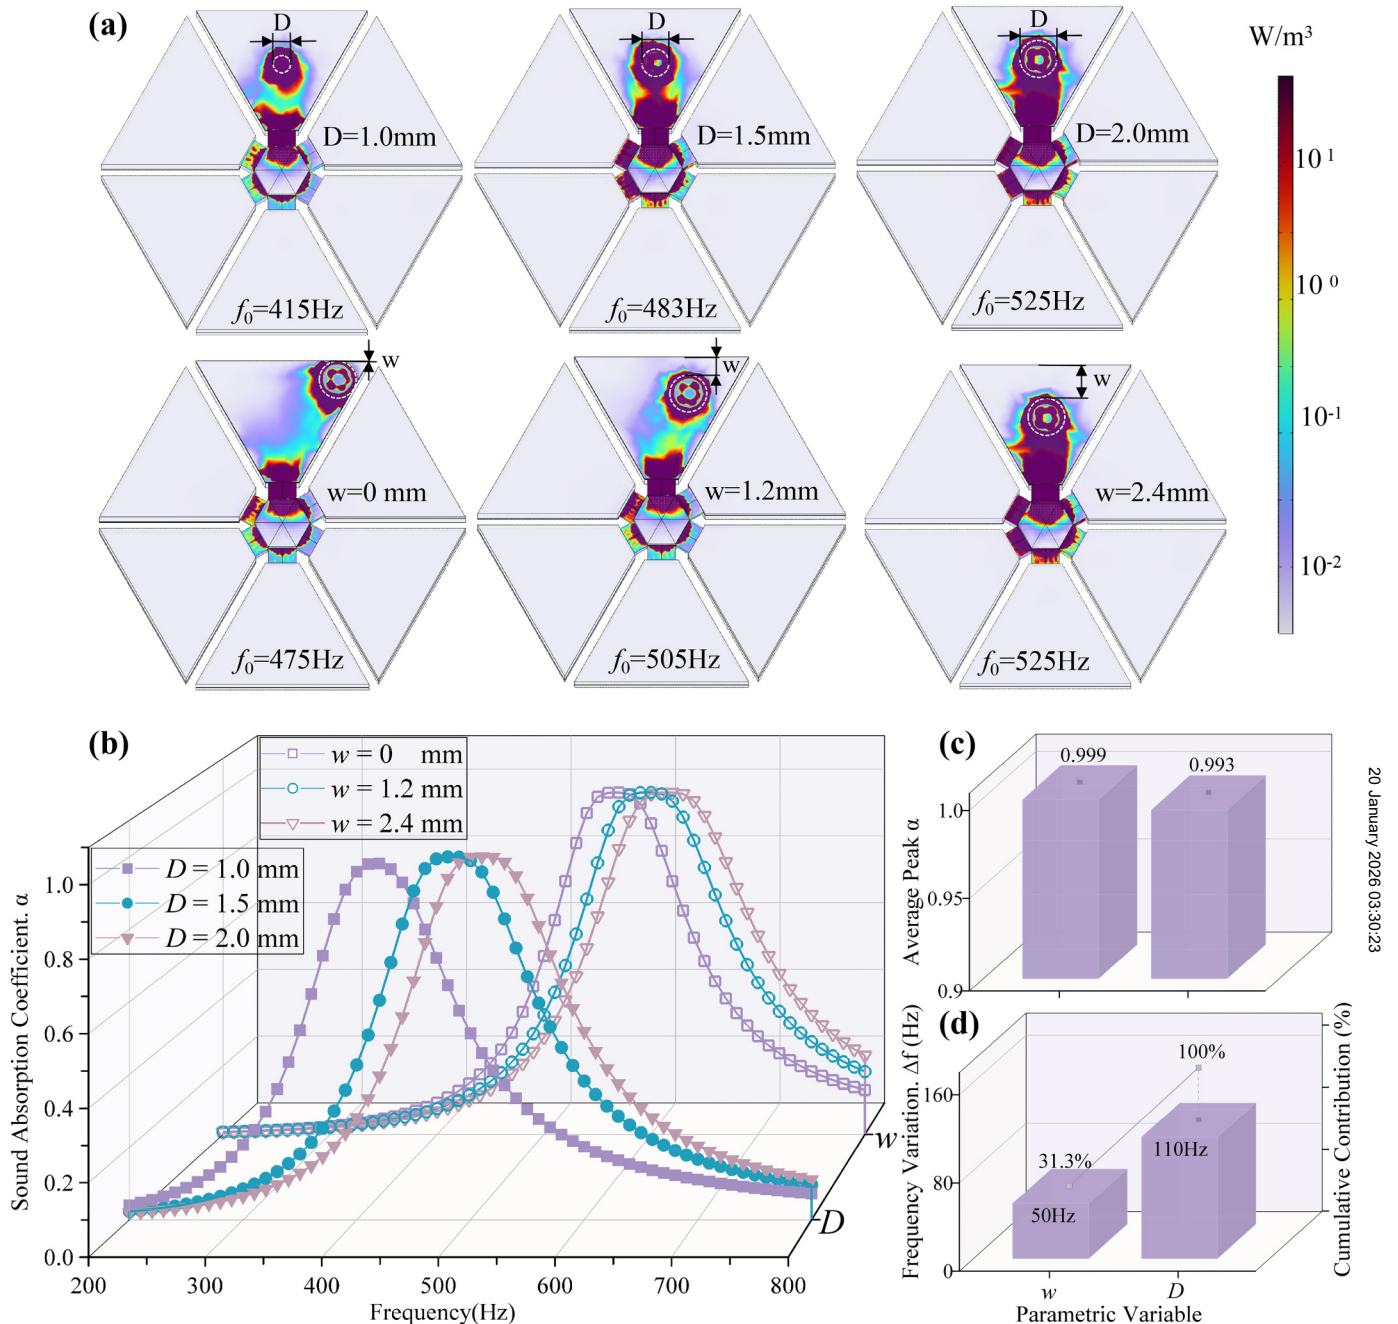 (a)
D
D
D
W/m³
D=1.0mm
D=1.5mm
D=2.0mm
10¹
10⁰
10⁻¹
10⁻²
f₀=415Hz
f₀=483Hz
f₀=525Hz
w
w
w
w=0 mm
w=1.2mm
w=2.4mm
f₀=475Hz
f₀=505Hz
f₀=525Hz
(b)
w = 0 mm
w = 1.2 mm
w = 2.4 mm
D = 1.0 mm
D = 1.5 mm
D = 2.0 mm
Sound Absorption Coefficient. α
1.0
0.8
0.6
0.4
0.2
0.0
200
300
400
500
600
700
800
Frequency(Hz)
w
D
(c)
0.999
0.993
Average Peak α
1.0
0.95
0.9
(d)
100%
31.3%
110Hz
50Hz
Frequency Variation. Δf (Hz)
160
80
0
Cumulative Contribution (%)
w
D
Parametric Variable
20 January 2026 03:30:23